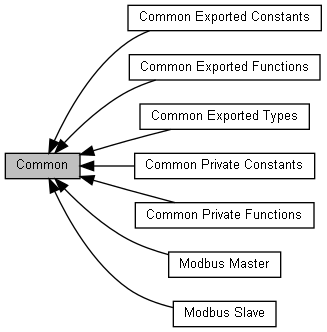 Common Exported Constants
Common Exported Functions
Common Exported Types
Common
Common Private Constants
Common Private Functions
Modbus Master
Modbus Slave